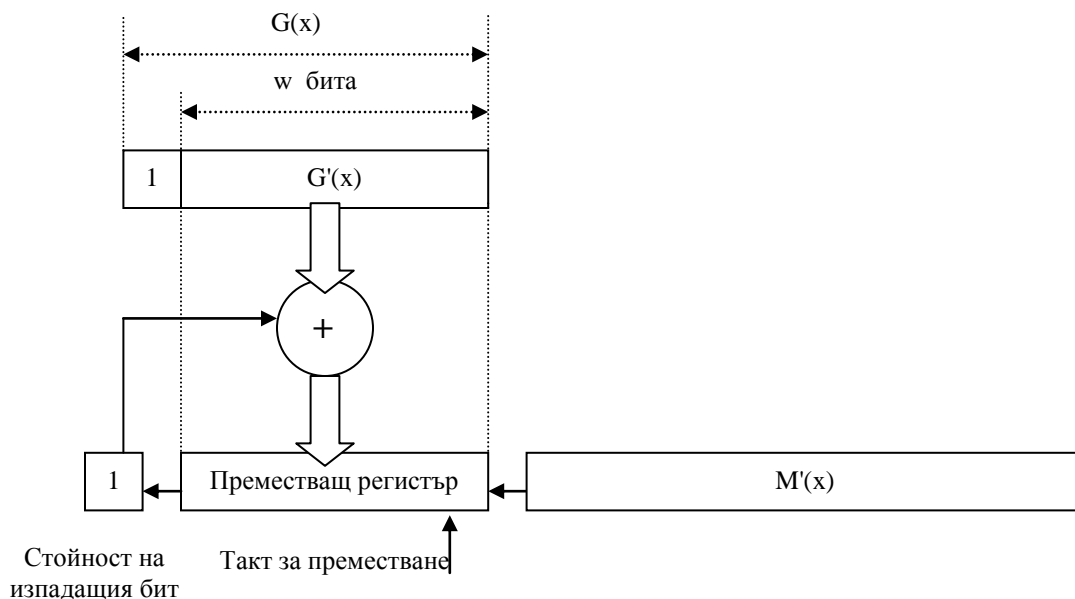 G(x)
w бита
1
G'(x)
+
1
Преместващ регистър
M'(x)
Стойност на
изпадащия бит
Такт за преместване